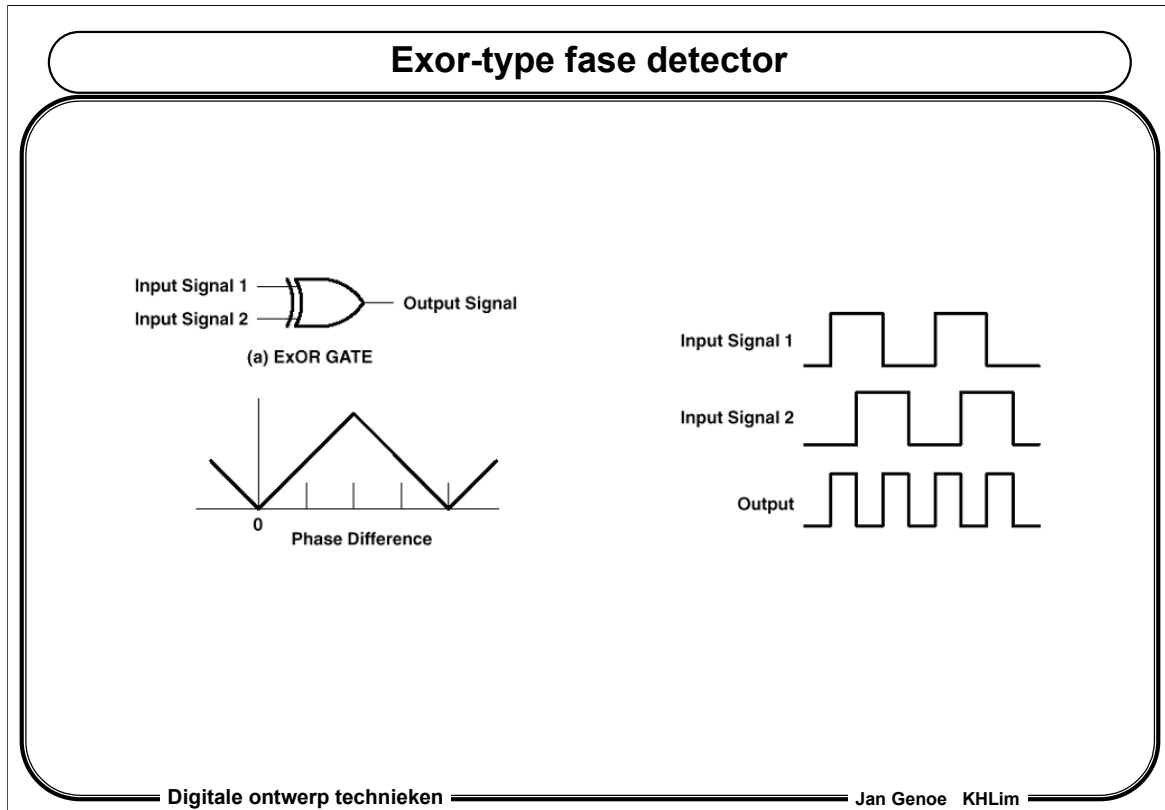 Exor-type fase detector
Input Signal 1
Output Signal
Input Signal 2
(a) ExOR GATE
0
Phase Difference
Input Signal 1
Input Signal 2
Output
Digitale ontwerp technieken
Jan Genoe KHLim